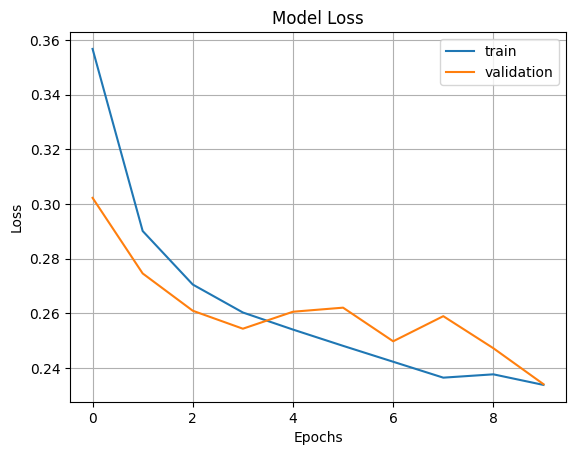 Model Loss
train
validation
0.36
0.34
0.32
0.30
0.28
0.26
0.24
Loss
0 2 4 6 8
Epochs